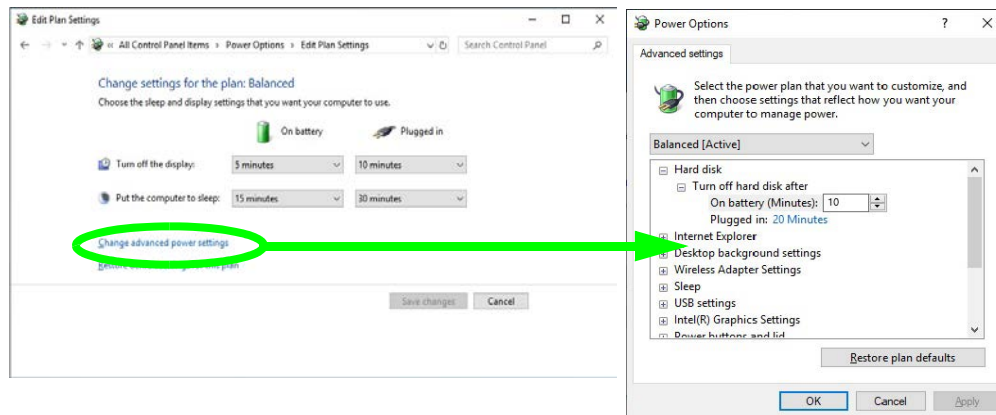 Edit Plan Settings
« All Control Panel Items › Power Options › Edit Plan Settings
Search Control Panel
Change settings for the plan: Balanced
Choose the sleep and display settings that you want your computer to use.
On battery
Plugged in
Turn off the display:
5 minutes
10 minutes
Put the computer to sleep:
15 minutes
30 minutes
Change advanced power settings
plan
Save changes
Cancel
Power Options
?
Advanced settings
Select the power plan that you want to customize, and
then choose settings that reflect how you want your
computer to manage power.
Balanced [Active]
Hard disk
Turn off hard disk after
On battery (Minutes): 10
Plugged in: 20 Minutes
Internet Explorer
Desktop background settings
Wireless Adapter Settings
Sleep
USB settings
Intel(R) Graphics Settings
Power buttons and lid
Restore plan defaults
OK
Cancel
Apply